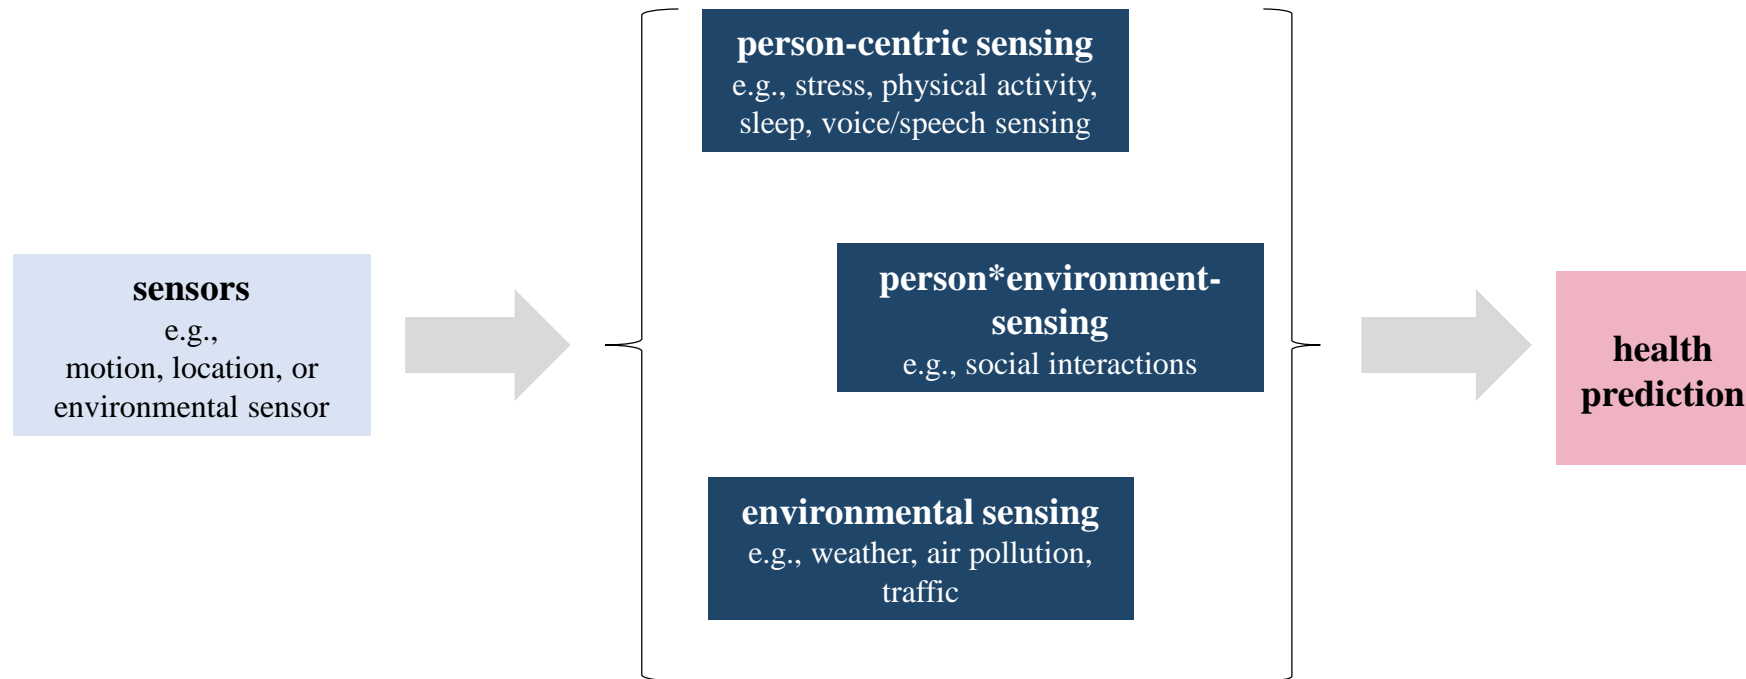 person-centric sensing
e.g., stress, physical activity,
sleep, voice/speech sensing
sensors
e.g.,
motion, location, or
environmental sensor
person*environment-
sensing
e.g., social interactions
environmental sensing
e.g., weather, air pollution,
traffic
health
prediction